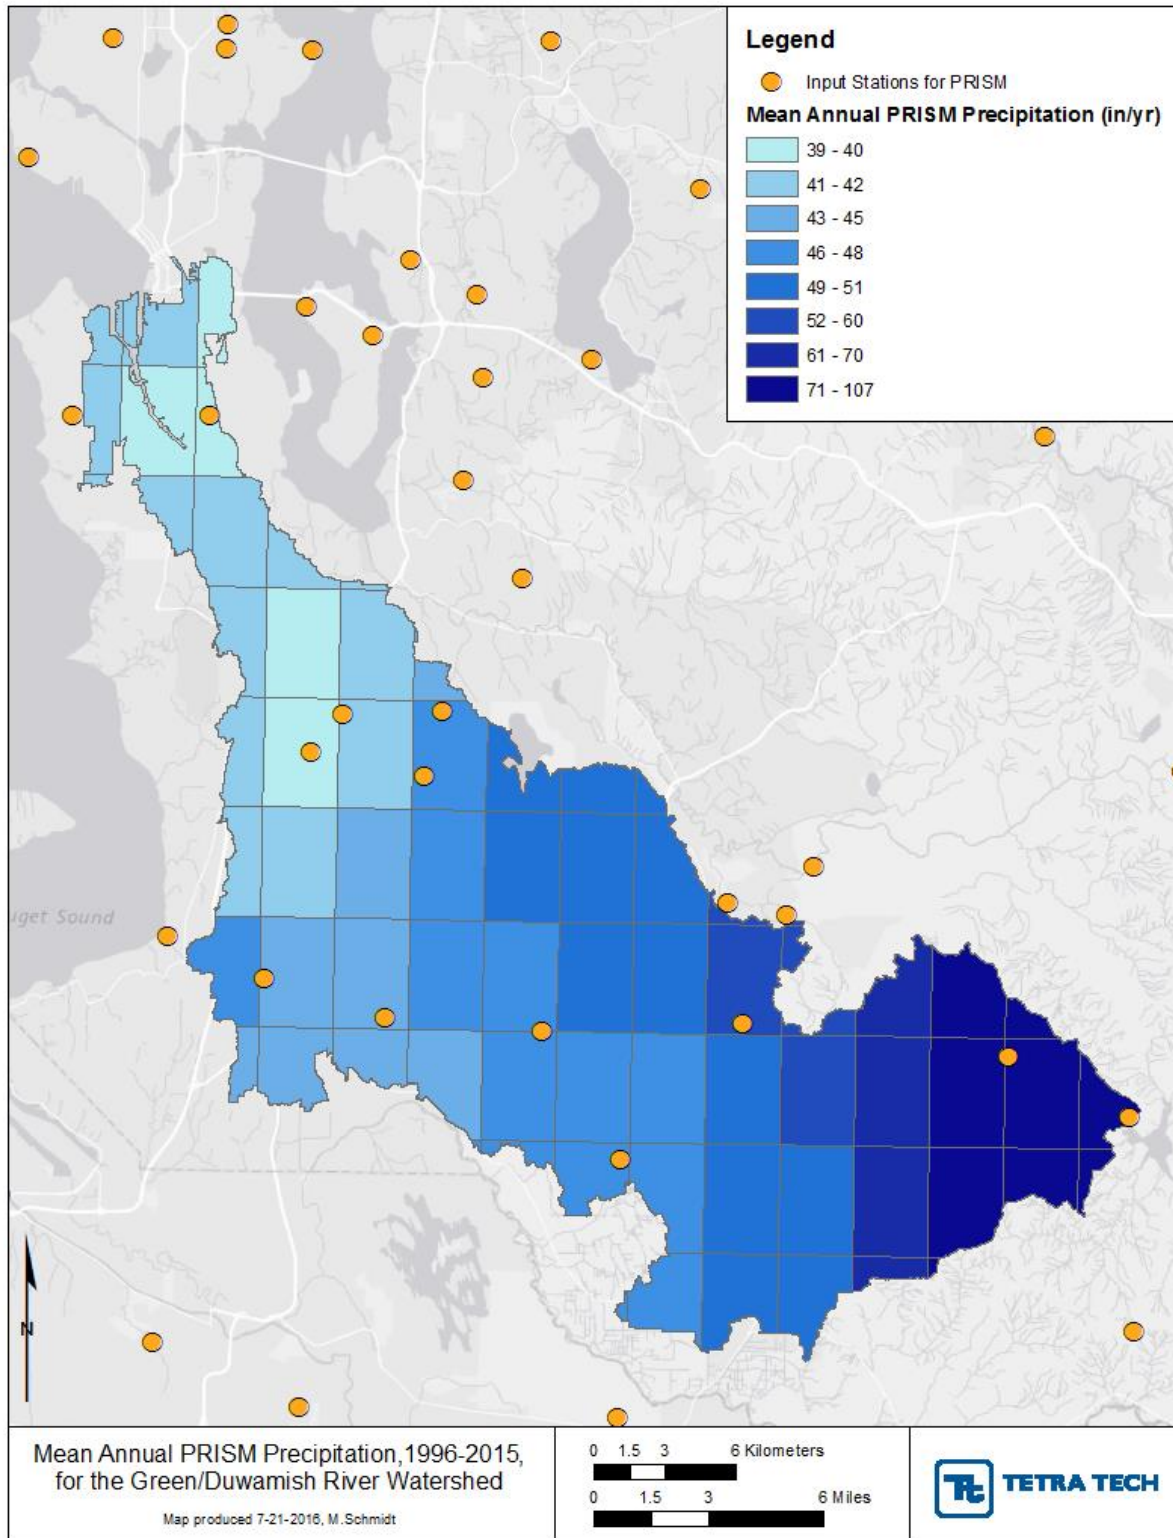 Legend
Input Stations for PRISM
Mean Annual PRISM Precipitation (in/yr)
39 - 40
41 - 42
43 - 45
46 - 48
49 - 51
52 - 60
61 - 70
71 - 107
uget Sound
N
Mean Annual PRISM Precipitation,1996-2015,
for the Green/Duwamish River Watershed
Map produced 7-21-2016, M.Schmidt
0 1.5 3 6 Kilometers
0 1.5 3 6 Miles
Tt TETRA TECH